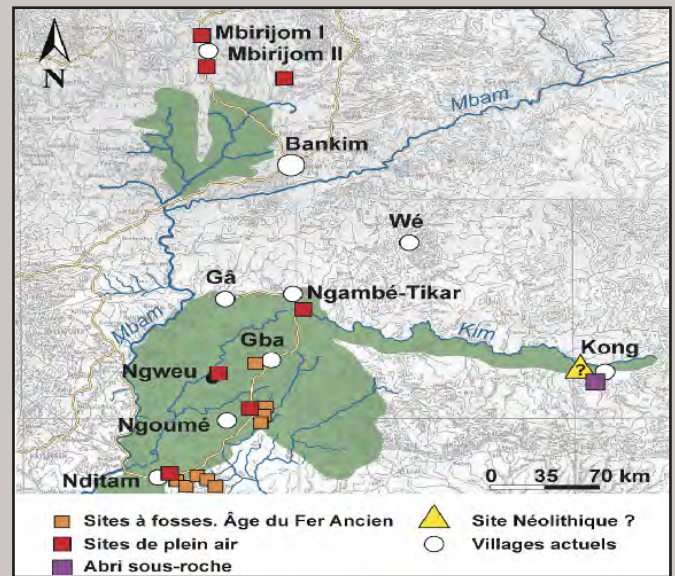 Mbirijom I
Mbirijom II
N
Mbam
Bankim
Wé
Gâ
Ngambé-Tikar
Mbam
Kim
Gba
Kong
Ngweu
?
Ngoumé
Nditam
0 35 70 km
Sites à fosses. Âge du Fer Ancien
Site Néolithique ?
Sites de plein air
Villages actuels
Abri sous-roche